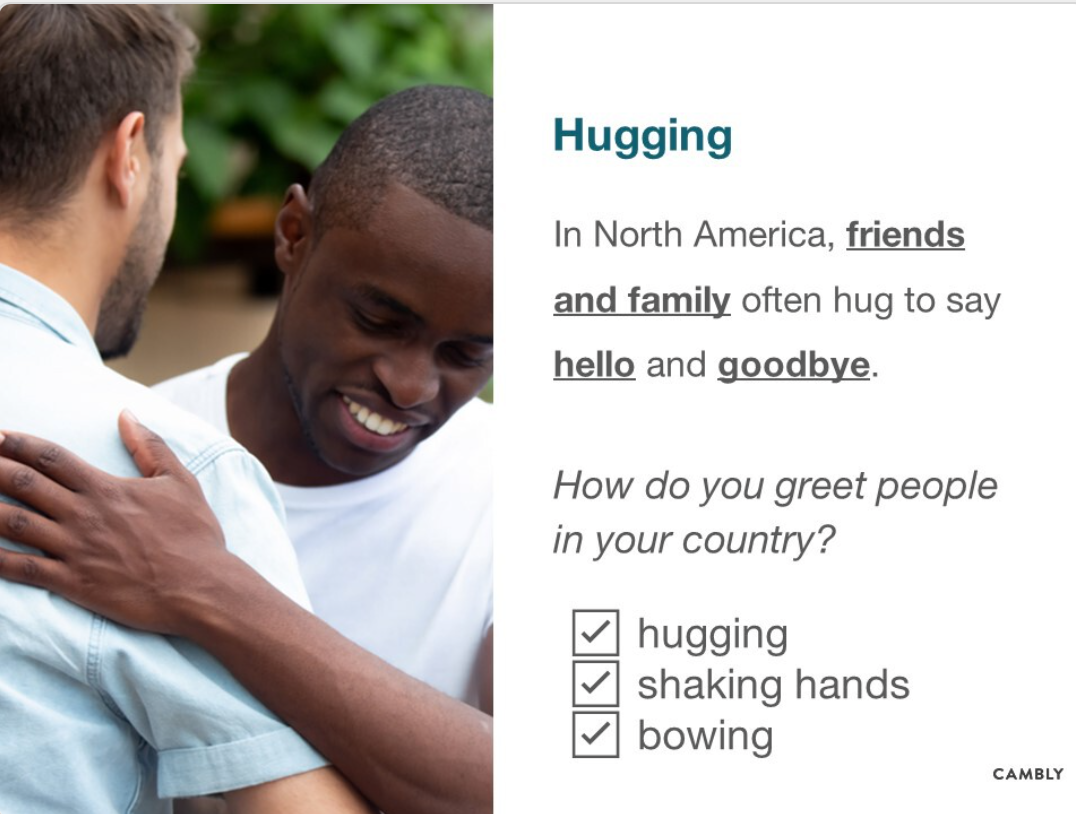 Hugging
In North America, friends
and family often hug to say
hello and goodbye.
How do you greet people
in your country?
hugging
shaking hands
bowing
CAMBLY